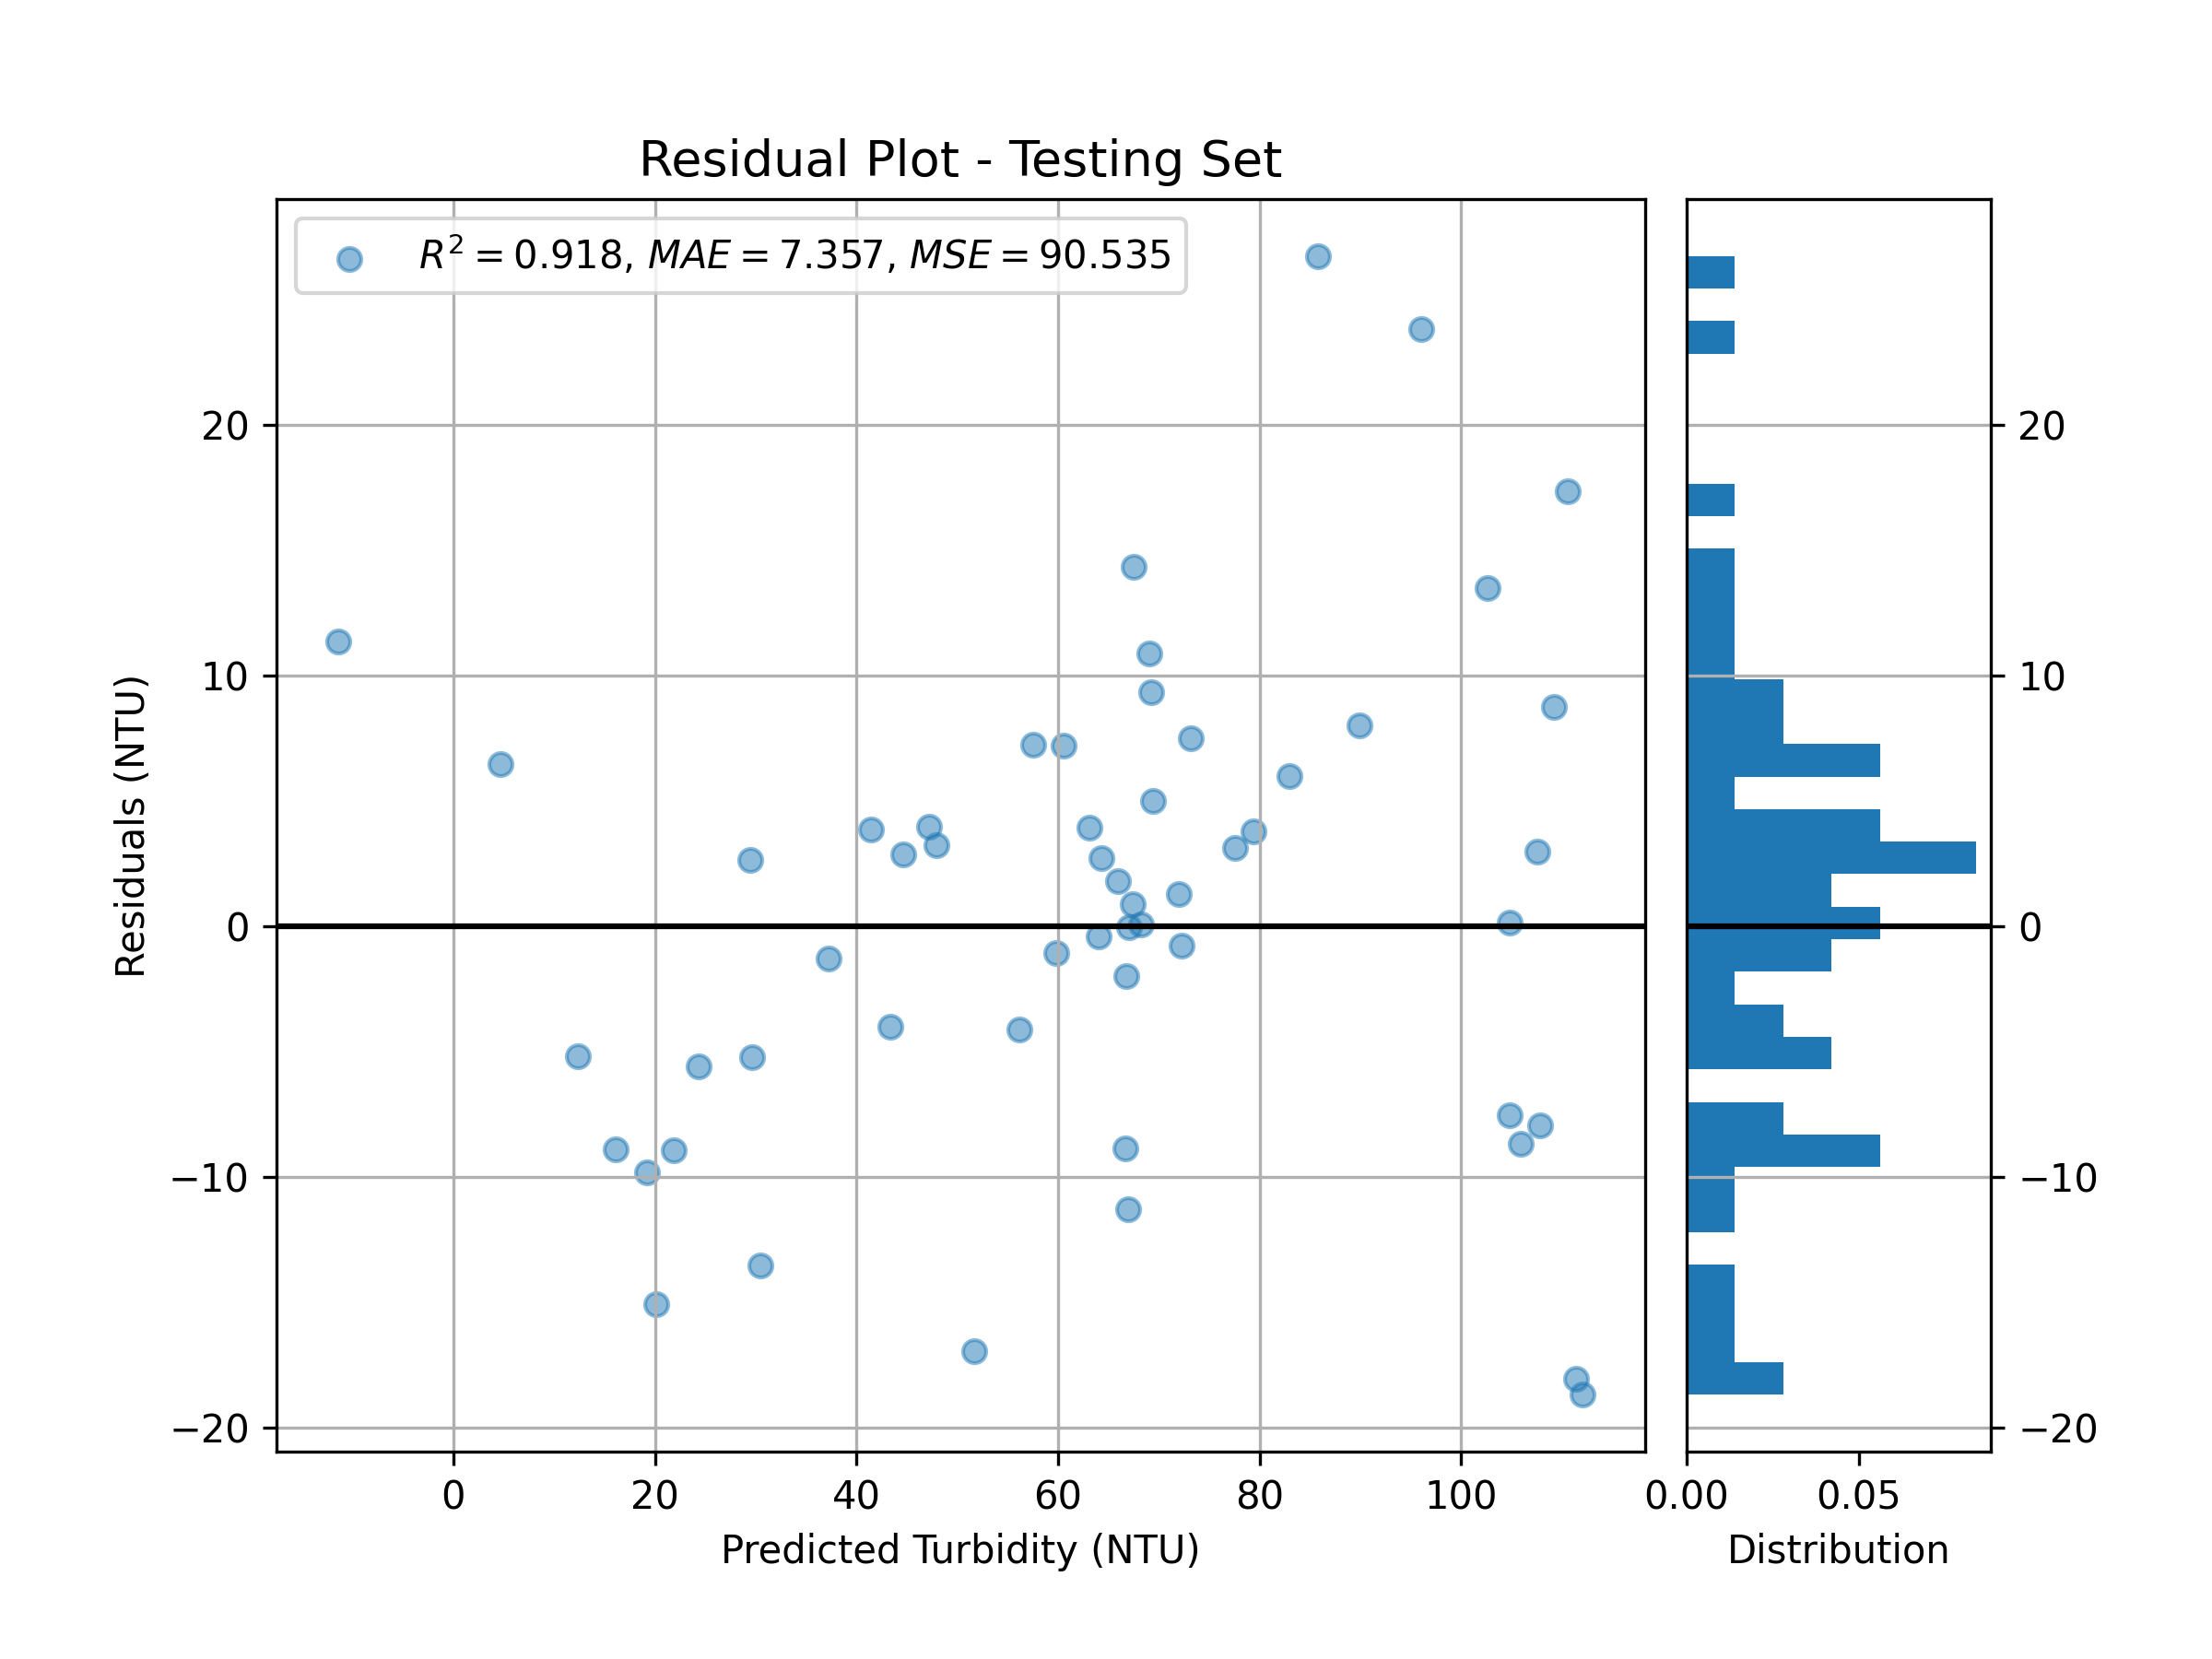 Residual Plot - Testing Set
R² = 0.918, MAE = 7.357, MSE = 90.535
Residuals (NTU)
20
10
0
−10
−20
0 20 40 60 80 100
Predicted Turbidity (NTU)
20
10
0
−10
−20
0.00 0.05
Distribution